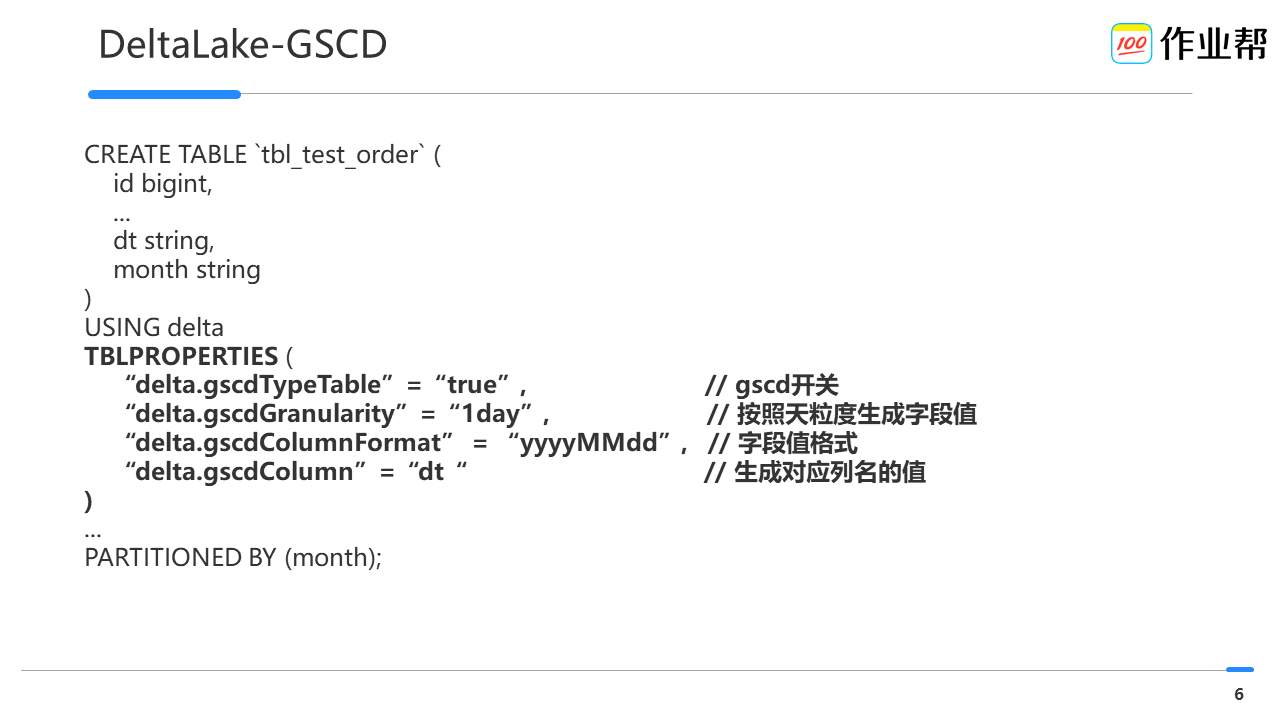 DeltaLake-GSCD
100 作业帮
CREATE TABLE `tbl_test_order` (
id bigint,
...
dt string,
month string
)
USING delta
TBLPROPERTIES (
“delta.gscdTypeTable” = “true” , // gscd开关
“delta.gscdGranularity” = “1day” , // 按照天粒度生成字段值
“delta.gscdColumnFormat” = “yyyyMMdd” , // 字段值格式
“delta.gscdColumn” = “dt “ // 生成对应列名的值
)
...
PARTITIONED BY (month);
6